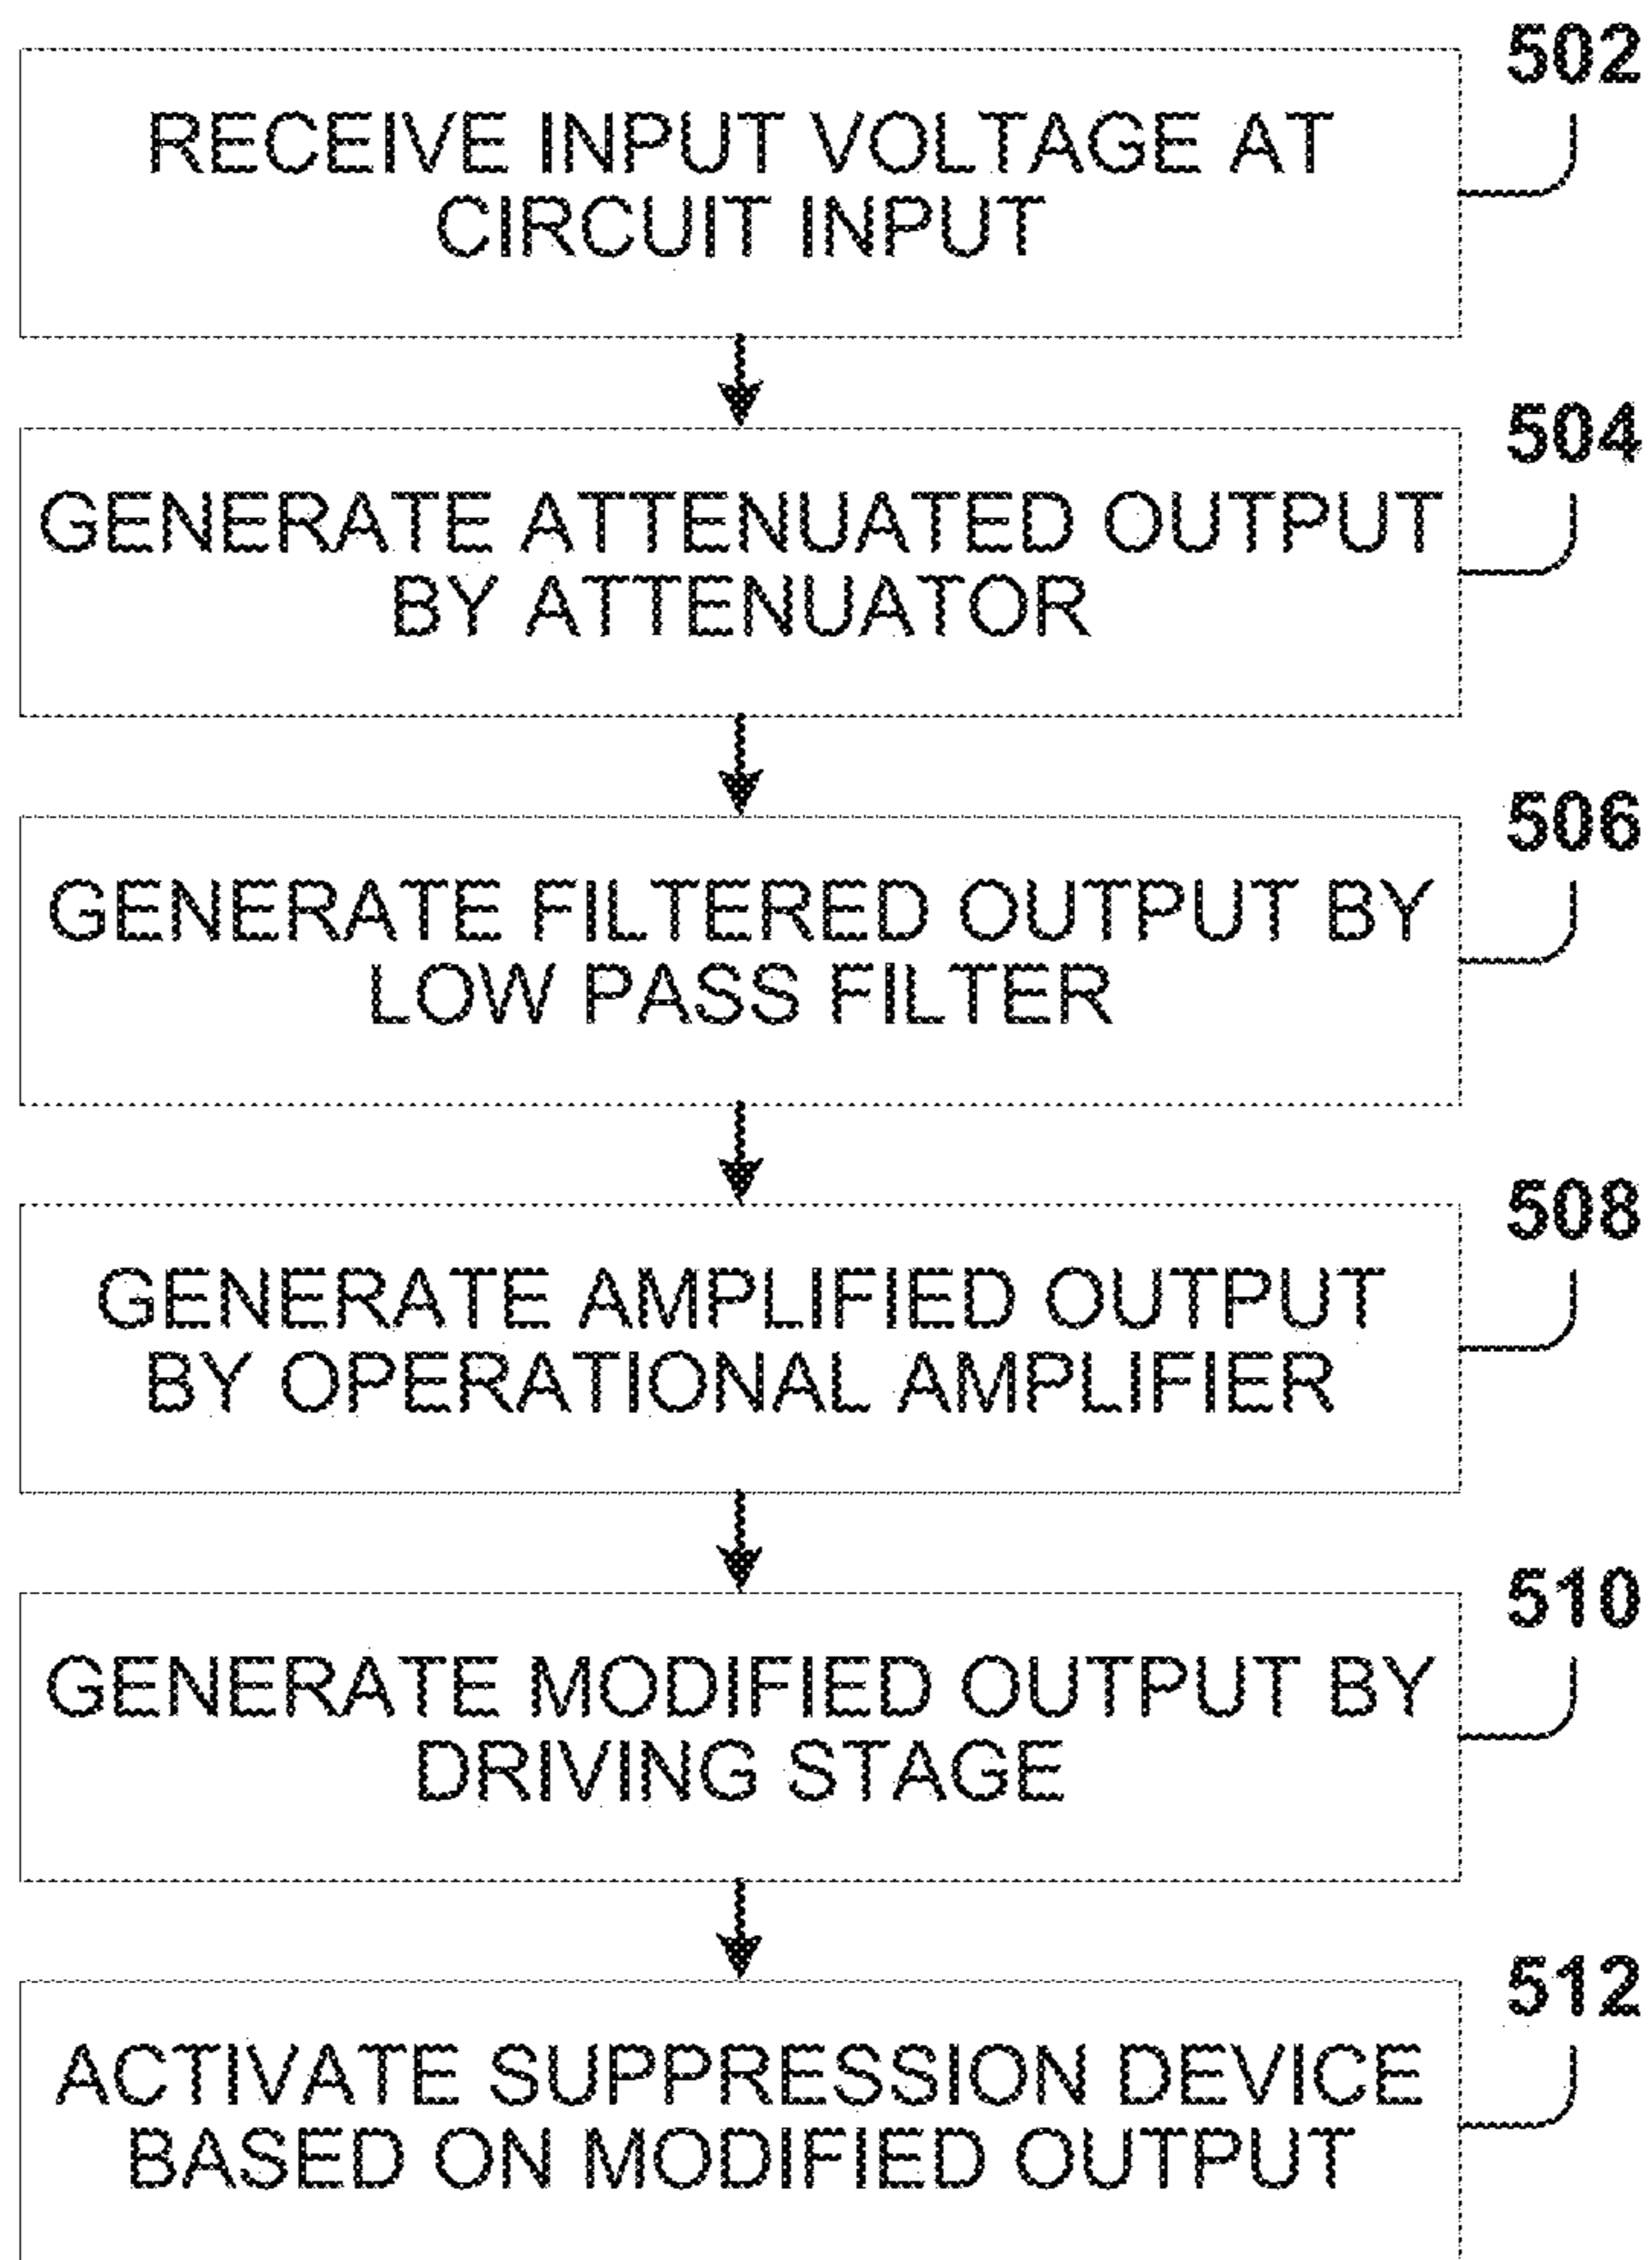 502
RECEIVE INPUT VOLTAGE AT
CIRCUIT INPUT
504
GENERATE ATTENUATED OUTPUT
BY ATTENUATOR
506
GENERATE FILTERED OUTPUT BY
LOW PASS FILTER
508
GENERATE AMPLIFIED OUTPUT
BY OPERATIONAL AMPLIFIER
510
GENERATE MODIFIED OUTPUT BY
DRIVING STAGE
512
ACTIVATE SUPPRESSION DEVICE
BASED ON MODIFIED OUTPUT